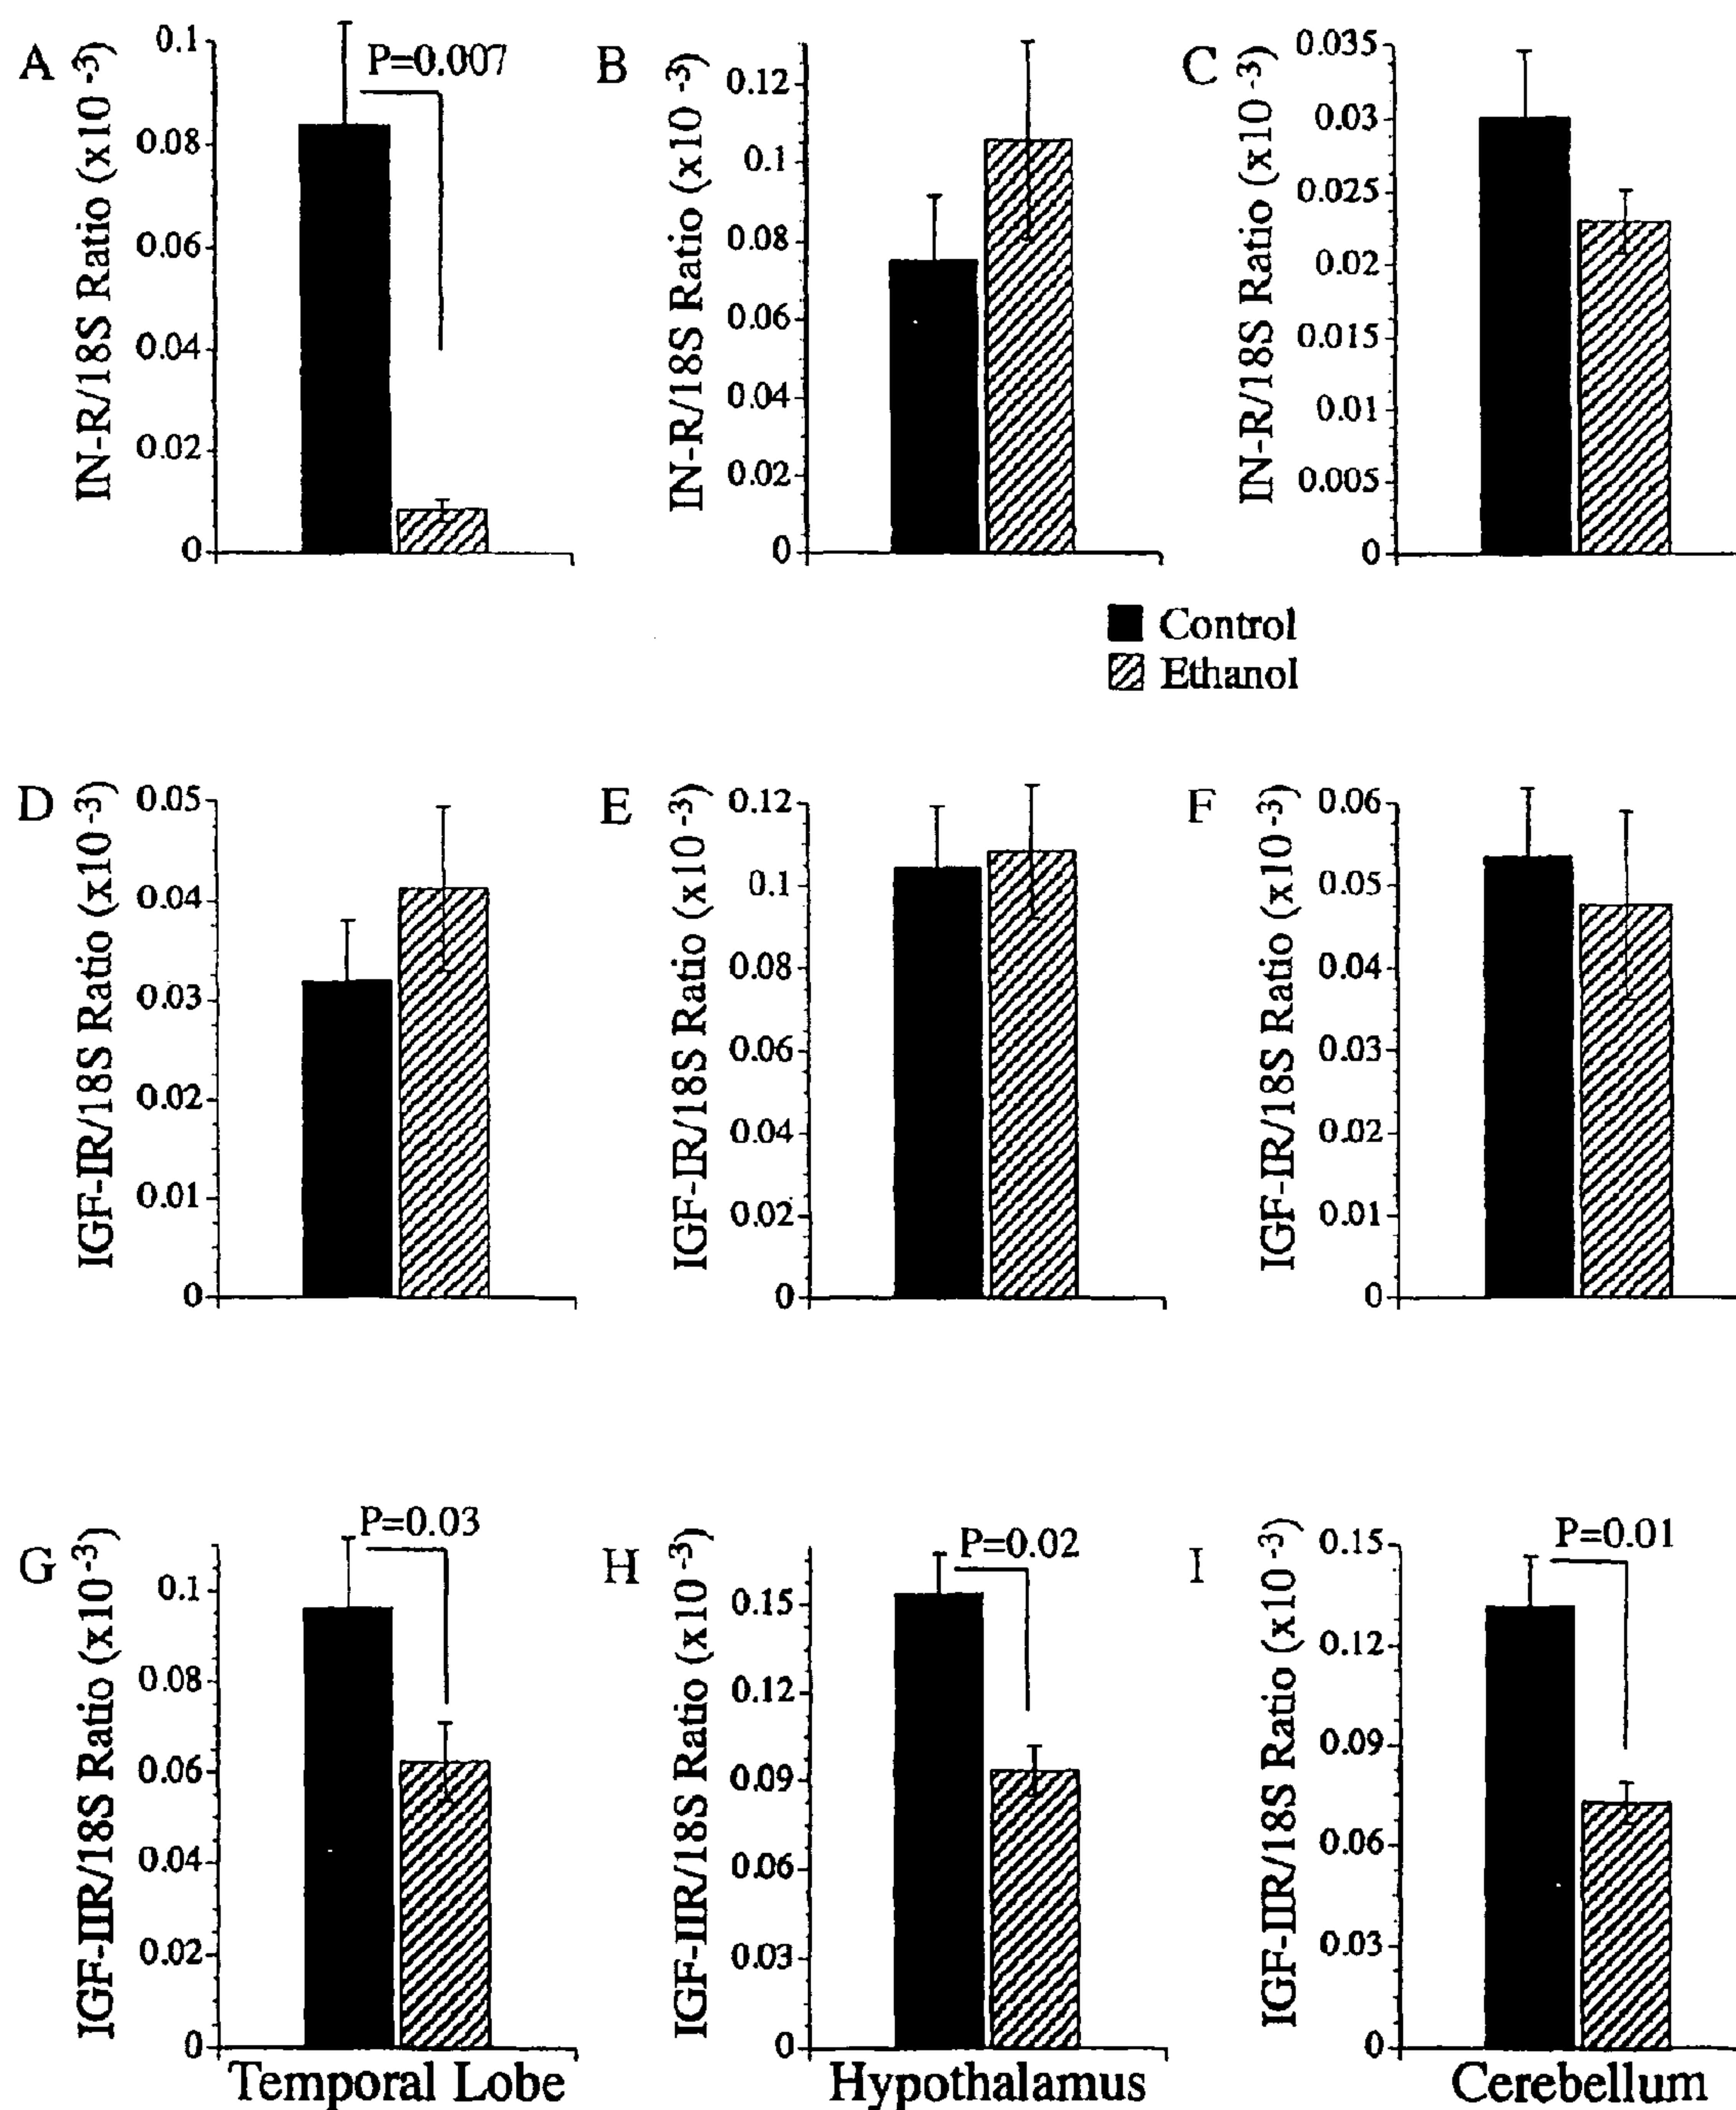 A
IN-R/18S Ratio (x10⁻³)
0.1
0.08
0.06
0.04
0.02
0
P=0.007
B
IN-R/18S Ratio (x10⁻³)
0.12
0.1
0.08
0.06
0.04
0.02
0
C
IN-R/18S Ratio (x10⁻³)
0.035
0.03
0.025
0.02
0.015
0.01
0.005
0
Control
Ethanol
D
IGF-IR/18S Ratio (x10⁻³)
0.05
0.04
0.03
0.02
0.01
0
E
IGF-IR/18S Ratio (x10⁻³)
0.12
0.1
0.08
0.06
0.04
0.02
0
F
IGF-IR/18S Ratio (x10⁻³)
0.06
0.05
0.04
0.03
0.02
0.01
0
G
IGF-IIR/18S Ratio (x10⁻³)
0.1
0.08
0.06
0.04
0.02
0
P=0.03
Temporal Lobe
H
IGF-IIR/18S Ratio (x10⁻³)
0.15
0.12
0.09
0.06
0.03
0
P=0.02
Hypothalamus
I
IGF-IIR/18S Ratio (x10⁻³)
0.15
0.12
0.09
0.06
0.03
0
P=0.01
Cerebellum